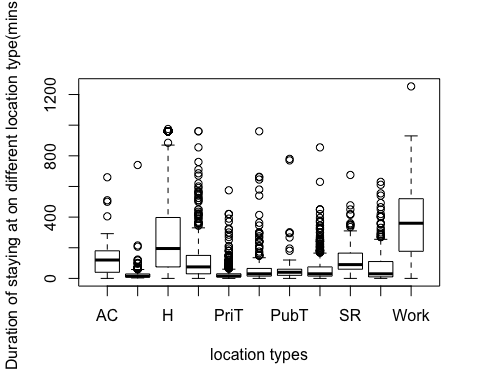 Duration of staying at on different location type(mins
0
400
800
1200
AC
H
PriT
PubT
SR
Work
location types